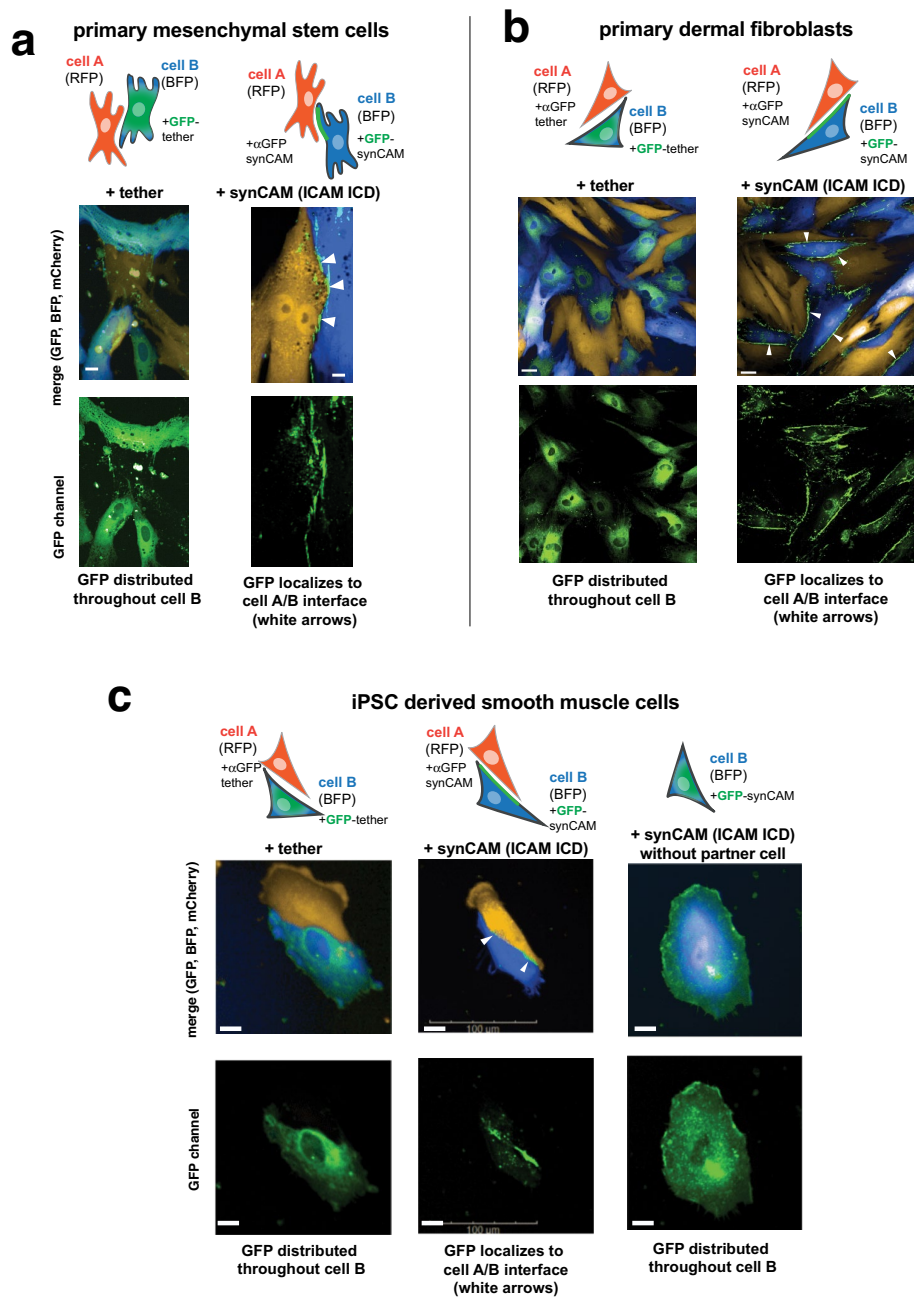 a
primary mesenchymal stem cells
cell A
(RFP)
cell B
(BFP)
+GFP-
tether
cell A
(RFP)
+αGFP
synCAM
cell B
(BFP)
+GFP-
synCAM
+ tether
+ synCAM (ICAM ICD)
merge (GFP, BFP, mCherry)
GFP channel
GFP distributed
throughout cell B
GFP localizes to
cell A/B interface
(white arrows)
b
primary dermal fibroblasts
cell A
(RFP)
+αGFP
tether
cell B
(BFP)
+GFP-tether
cell A
(RFP)
+αGFP
synCAM
cell B
(BFP)
+GFP-
synCAM
+ tether
+ synCAM (ICAM ICD)
GFP distributed
throughout cell B
GFP localizes to
cell A/B interface
(white arrows)
c
iPSC derived smooth muscle cells
cell A
(RFP)
+αGFP
tether
cell B
(BFP)
+GFP-tether
cell A
(RFP)
+αGFP
synCAM
cell B
(BFP)
+GFP-
synCAM
cell B
(BFP)
+GFP-synCAM
+ tether
+ synCAM (ICAM ICD)
+ synCAM (ICAM ICD)
without partner cell
merge (GFP, BFP, mCherry)
100 μm
GFP channel
100 μm
GFP distributed
throughout cell B
GFP localizes to
cell A/B interface
(white arrows)
GFP distributed
throughout cell B